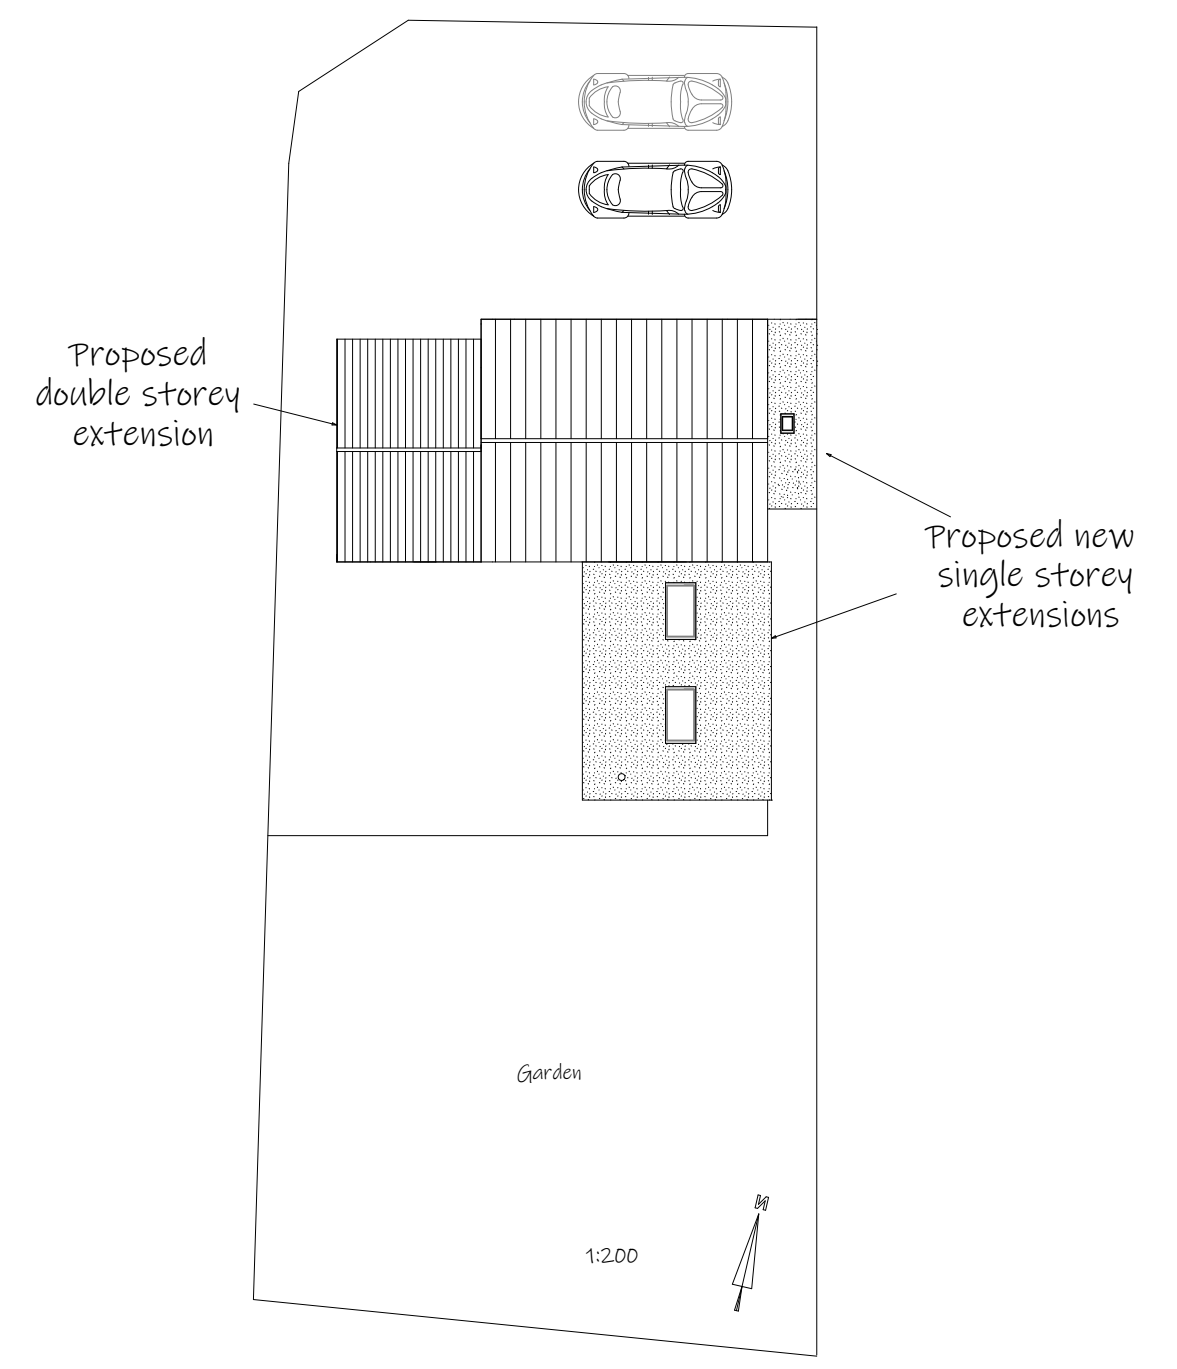 Proposed
double storey
extension
Proposed new
single storey
extensions
Garden
N
1:200